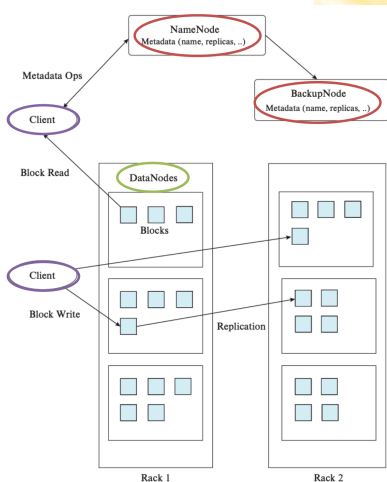 NameNode
Metadata (name, replicas, ..)
Metadata Ops
BackupNode
Metadata (name, replicas, ..)
Client
Block Read
DataNodes
Blocks
Client
Block Write
Replication
Rack 1
Rack 2